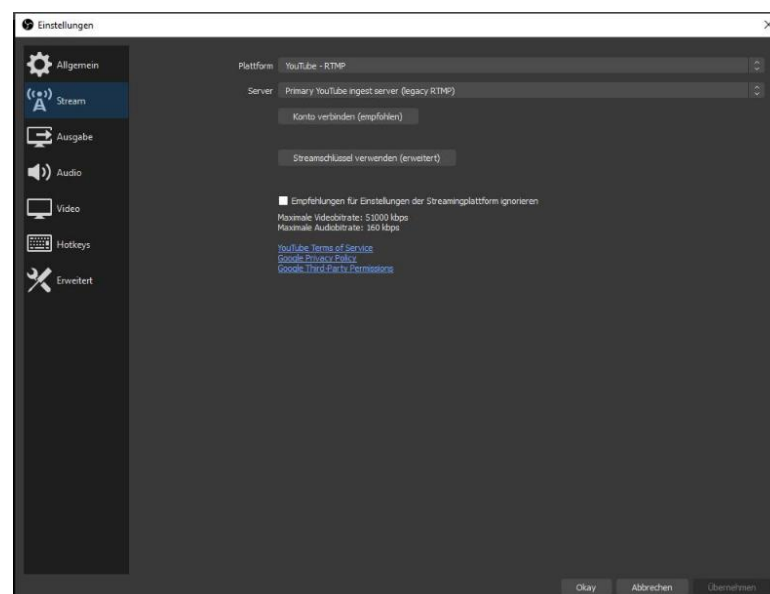 Einstellungen
Allgemein
Stream
Ausgabe
Audio
Video
Hotkeys
Erweitert
Plattform YouTube - RTMP
Server Primary YouTube ingest server (legacy RTMP)
Konto verbinden (empfohlen)
Streamschlüssel verwenden (erweitert)
Empfehlungen für Einstellungen der Streamingplattform ignorieren
Maximale Videobitrate: 51000 kbps
Maximale Audiobitrate: 160 kbps
YouTube Terms of Service
Google Privacy Policy
Google Third-Party Permissions
Okay Abbrechen Übernehmen